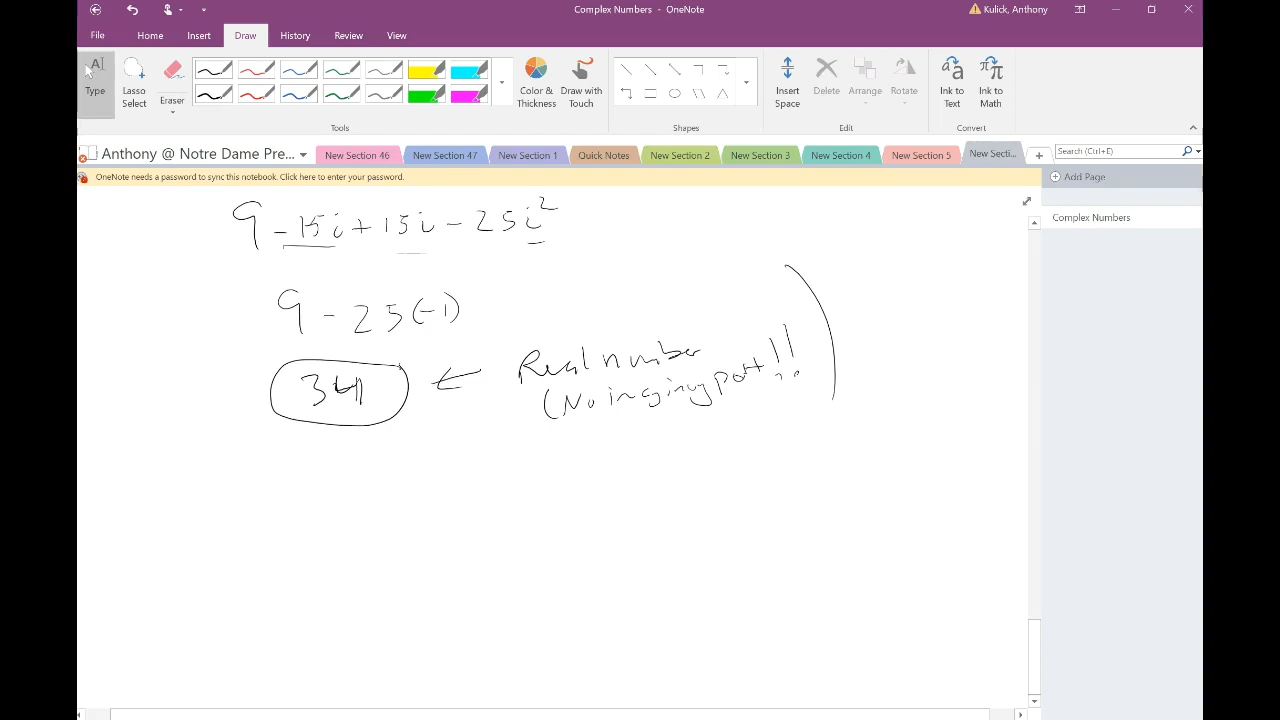 Complex Numbers - OneNote
Kulick, Anthony
File Home Insert Draw History Review View
Type
Lasso Select
Eraser
Color & Thickness
Draw with Touch
Insert Space
Delete
Arrange
Rotate
Ink to Text
Ink to Math
Tools
Shapes
Edit
Convert
Anthony @ Notre Dame Pre...
New Section 46
New Section 47
New Section 1
Quick Notes
New Section 2
New Section 3
New Section 4
New Section 5
New Secti...
Search (Ctrl+E)
OneNote needs a password to sync this notebook. Click here to enter your password.
Add Page
Complex Numbers
9 - 15i + 15i - 25i²
9 - 25(-1)
34
← Real number
(No imaginary part!!